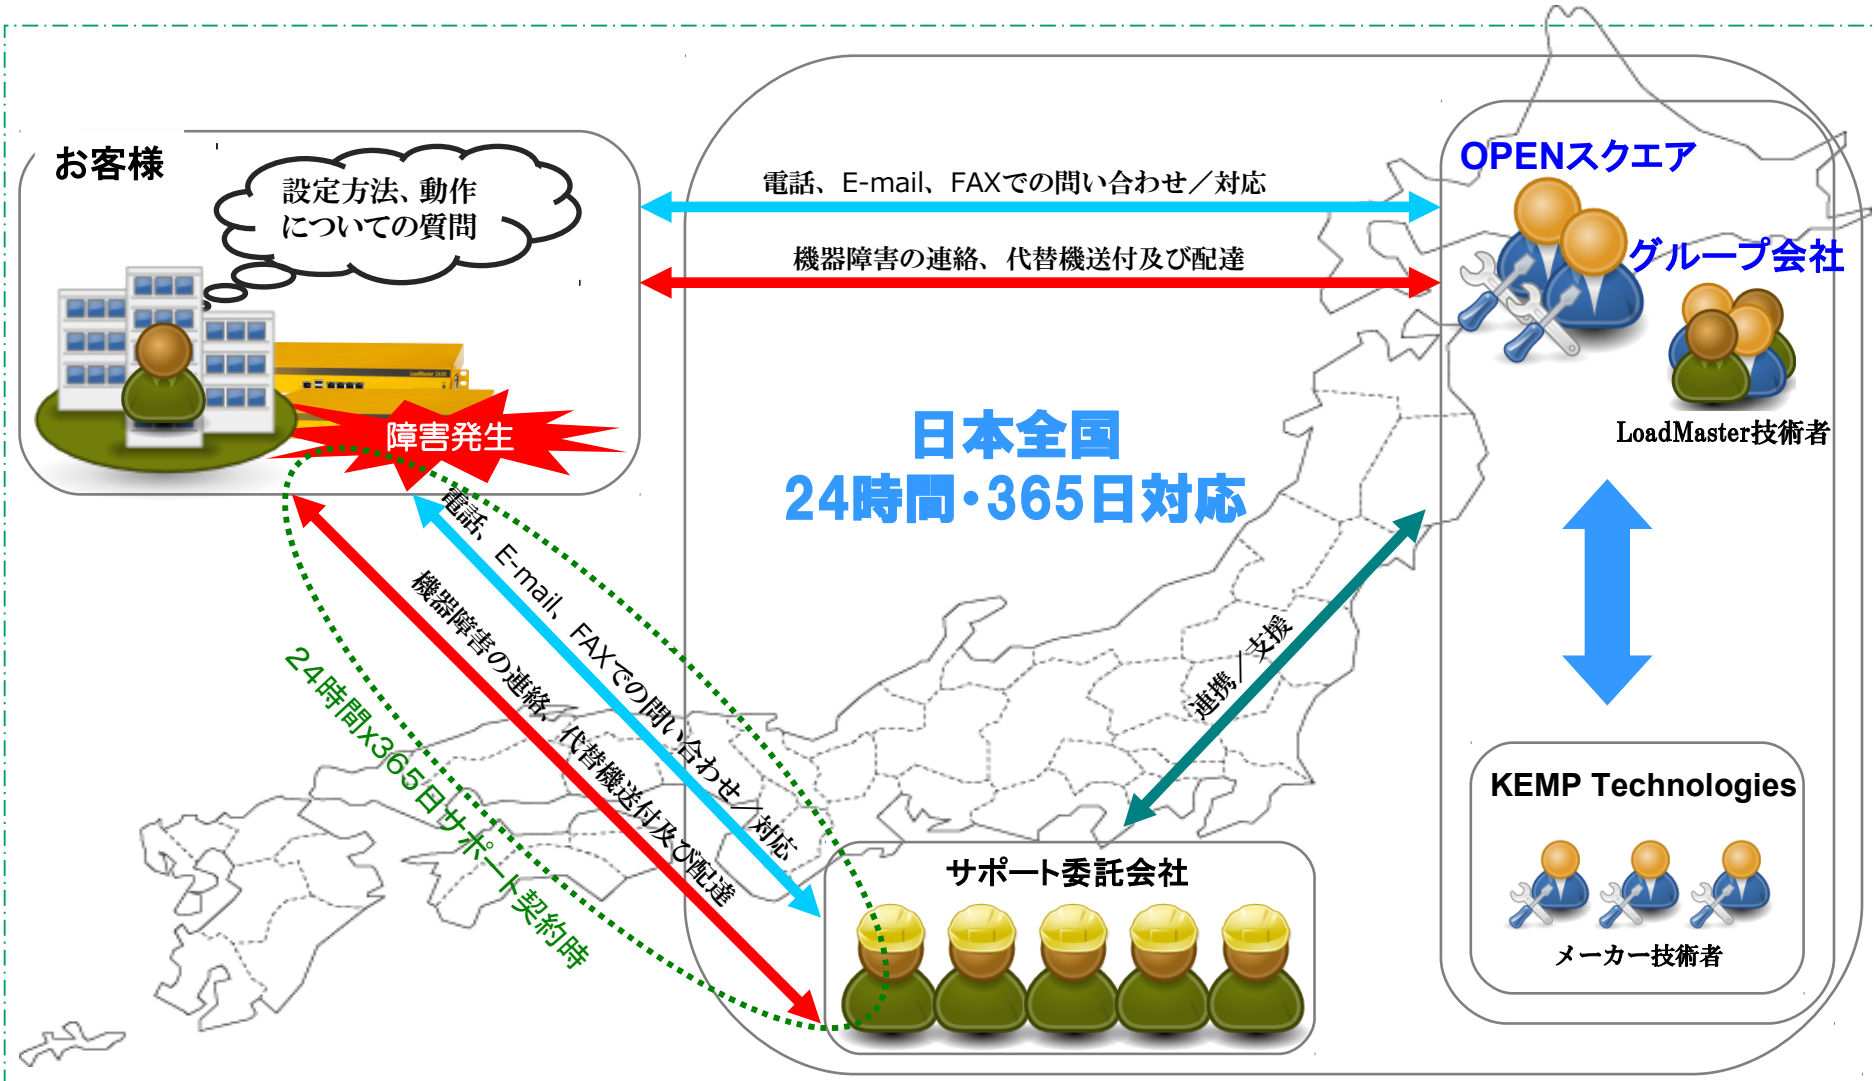 お客様
設定方法、動作
についての質問
LoadMaster 2600
障害発生
電話、E-mail、FAXでの問い合わせ／対応
機器障害の連絡、代替機送付及び配達
OPENスクエア
グループ会社
LoadMaster技術者
日本全国
24時間・365日対応
電話、E-mail、FAXでの問い合わせ／対応
機器障害の連絡、代替機送付及び配達
24時間x365日サポート契約時
連携／支援
サポート委託会社
KEMP Technologies
メーカー技術者